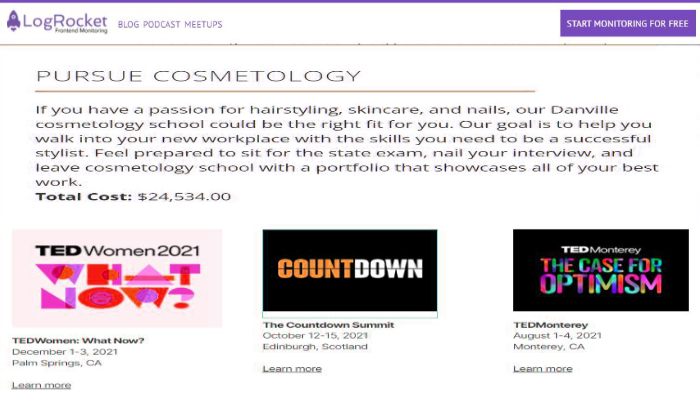 LogRocket
Frontend Monitoring
BLOG PODCAST MEETUPS
START MONITORING FOR FREE
PURSUE COSMETOLOGY
If you have a passion for hairstyling, skincare, and nails, our Danville
cosmetology school could be the right fit for you. Our goal is to help you
walk into your new workplace with the skills you need to be a successful
stylist. Feel prepared to sit for the state exam, nail your interview, and
leave cosmetology school with a portfolio that showcases all of your best
work.
Total Cost: $24,534.00
TEDWomen2021
WHAT
NOW?
TEDWomen: What Now?
December 1-3, 2021
Palm Springs, CA
Learn more
COUNTDOWN
The Countdown Summit
October 12-15, 2021
Edinburgh, Scotland
Learn more
TEDMonterey
THE CASE FOR
OPTIMISM
TEDMonterey
August 1-4, 2021
Monterey, CA
Learn more